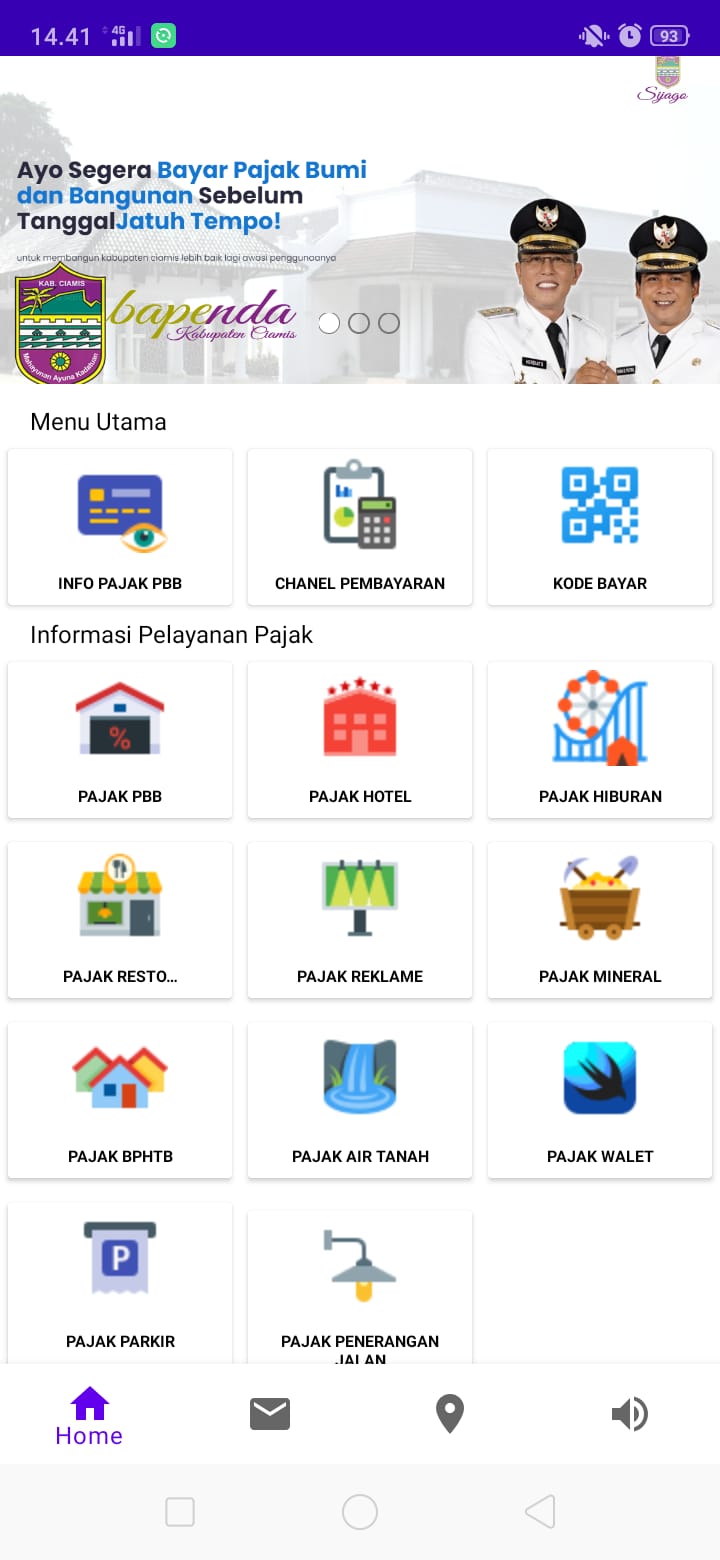 14.41 4G 93
Sijago
Ayo Segera Bayar Pajak Bumi
dan Bangunan Sebelum
TanggalJatuh Tempo!
untuk membangun kabupaten ciamis lebih baik lagi awasi penggunaanya
KAB. CIAMIS
bapenda
Kabupaten Ciamis
Mahayunan Ayuna Kadatuan
Menu Utama
INFO PAJAK PBB
CHANEL PEMBAYARAN
KODE BAYAR
Informasi Pelayanan Pajak
%
PAJAK PBB
PAJAK HOTEL
PAJAK HIBURAN
PAJAK RESTO...
PAJAK REKLAME
PAJAK MINERAL
PAJAK BPHTB
PAJAK AIR TANAH
PAJAK WALET
P
PAJAK PARKIR
PAJAK PENERANGAN
JALAN
Home